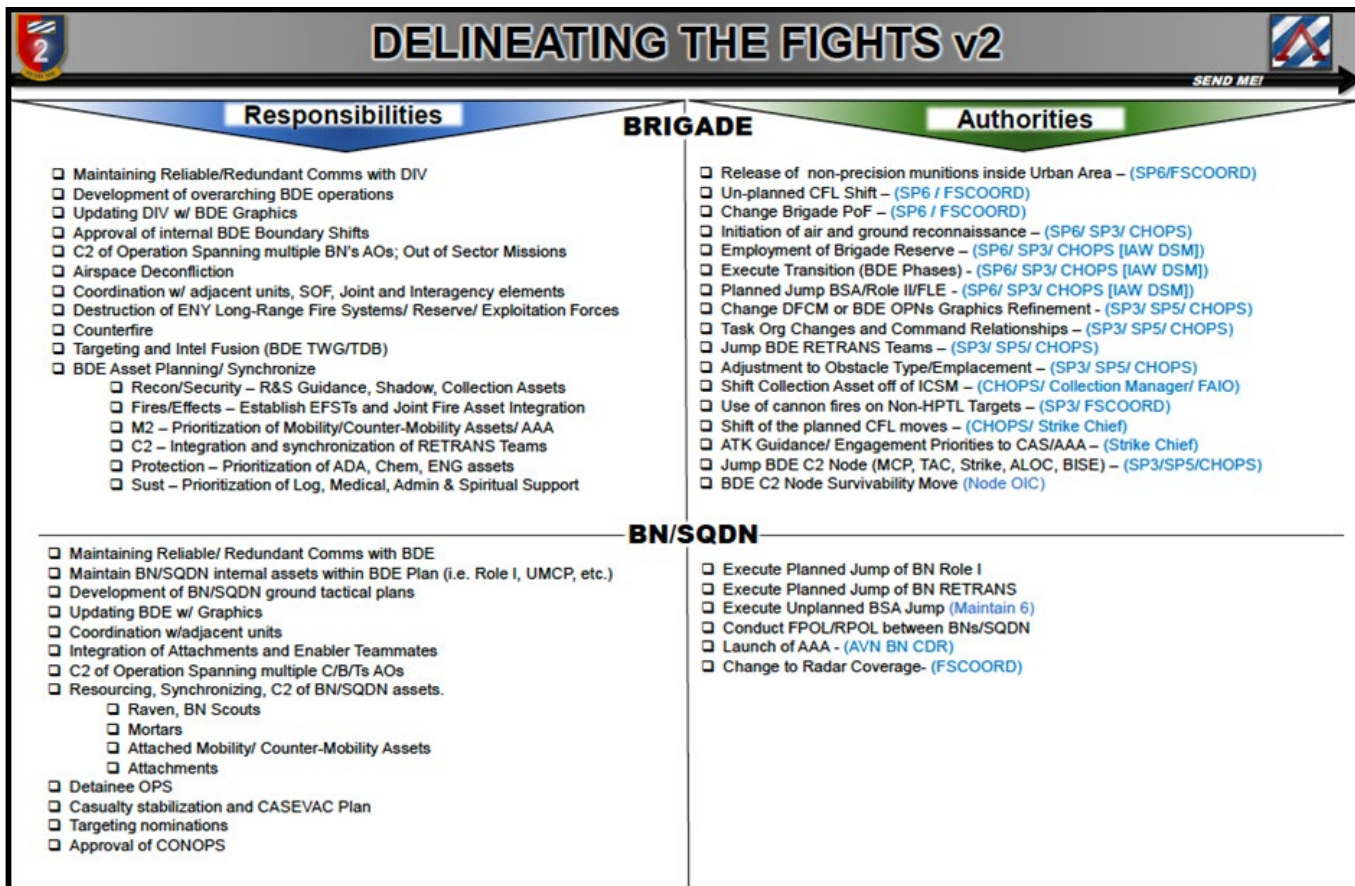 DELINEATING THE FIGHTS v2
2
SEND ME!
Responsibilities
BRIGADE
Authorities
Maintaining Reliable/Redundant Comms with DIV
Development of overarching BDE operations
Updating DIV w/ BDE Graphics
Approval of internal BDE Boundary Shifts
C2 of Operation Spanning multiple BN's AOs; Out of Sector Missions
Airspace Deconfliction
Coordination w/ adjacent units, SOF, Joint and Interagency elements
Destruction of ENY Long-Range Fire Systems/ Reserve/ Exploitation Forces
Counterfire
Targeting and Intel Fusion (BDE TWG/TDB)
BDE Asset Planning/ Synchronize
Recon/Security – R&S Guidance, Shadow, Collection Assets
Fires/Effects – Establish EFSTs and Joint Fire Asset Integration
M2 – Prioritization of Mobility/Counter-Mobility Assets/ AAA
C2 – Integration and synchronization of RETRANS Teams
Protection – Prioritization of ADA, Chem, ENG assets
Sust – Prioritization of Log, Medical, Admin & Spiritual Support
Release of non-precision munitions inside Urban Area – (SP6/FSCOORD)
Un-planned CFL Shift – (SP6 / FSCOORD)
Change Brigade PoF – (SP6 / FSCOORD)
Initiation of air and ground reconnaissance – (SP6/ SP3/ CHOPS)
Employment of Brigade Reserve – (SP6/ SP3/ CHOPS [IAW DSM])
Execute Transition (BDE Phases) - (SP6/ SP3/ CHOPS [IAW DSM])
Planned Jump BSA/Role II/FLE - (SP6/ SP3/ CHOPS [IAW DSM])
Change DFCM or BDE OPNs Graphics Refinement - (SP3/ SP5/ CHOPS)
Task Org Changes and Command Relationships – (SP3/ SP5/ CHOPS)
Jump BDE RETRANS Teams – (SP3/ SP5/ CHOPS)
Adjustment to Obstacle Type/Emplacement – (SP3/ SP5/ CHOPS)
Shift Collection Asset off of ICSM – (CHOPS/ Collection Manager/ FAIO)
Use of cannon fires on Non-HPTL Targets – (SP3/ FSCOORD)
Shift of the planned CFL moves – (CHOPS/ Strike Chief)
ATK Guidance/ Engagement Priorities to CAS/AAA – (Strike Chief)
Jump BDE C2 Node (MCP, TAC, Strike, ALOC, BISE) – (SP3/SP5/CHOPS)
BDE C2 Node Survivability Move (Node OIC)
BN/SQDN
Maintaining Reliable/ Redundant Comms with BDE
Maintain BN/SQDN internal assets within BDE Plan (i.e. Role I, UMCP, etc.)
Development of BN/SQDN ground tactical plans
Updating BDE w/ Graphics
Coordination w/adjacent units
Integration of Attachments and Enabler Teammates
C2 of Operation Spanning multiple C/B/Ts AOs
Resourcing, Synchronizing, C2 of BN/SQDN assets.
Raven, BN Scouts
Mortars
Attached Mobility/ Counter-Mobility Assets
Attachments
Detainee OPS
Casualty stabilization and CASEVAC Plan
Targeting nominations
Approval of CONOPS
Execute Planned Jump of BN Role I
Execute Planned Jump of BN RETRANS
Execute Unplanned BSA Jump (Maintain 6)
Conduct FPOL/RPOL between BNs/SQDN
Launch of AAA - (AVN BN CDR)
Change to Radar Coverage- (FSCOORD)